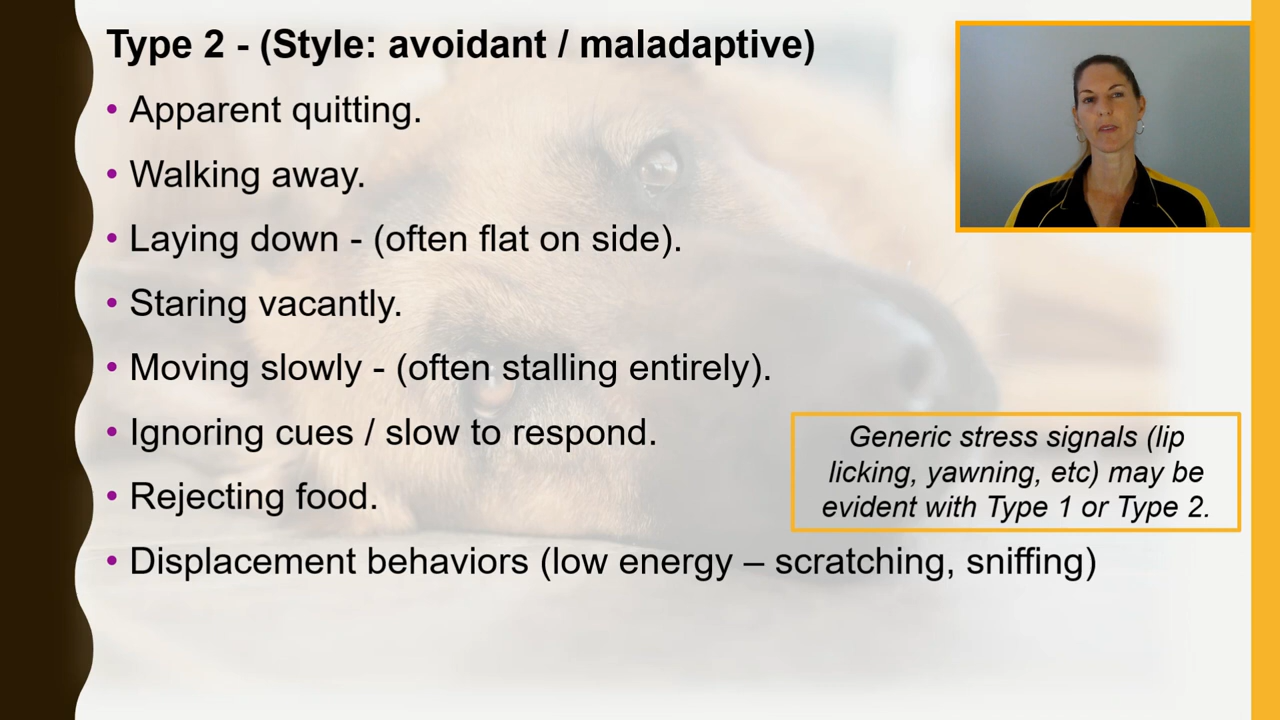 Type 2 - (Style: avoidant / maladaptive)
• Apparent quitting.
• Walking away.
• Laying down - (often flat on side).
• Staring vacantly.
• Moving slowly - (often stalling entirely).
• Ignoring cues / slow to respond.
• Rejecting food.
• Displacement behaviors (low energy – scratching, sniffing)
Generic stress signals (lip
licking, yawning, etc) may be
evident with Type 1 or Type 2.